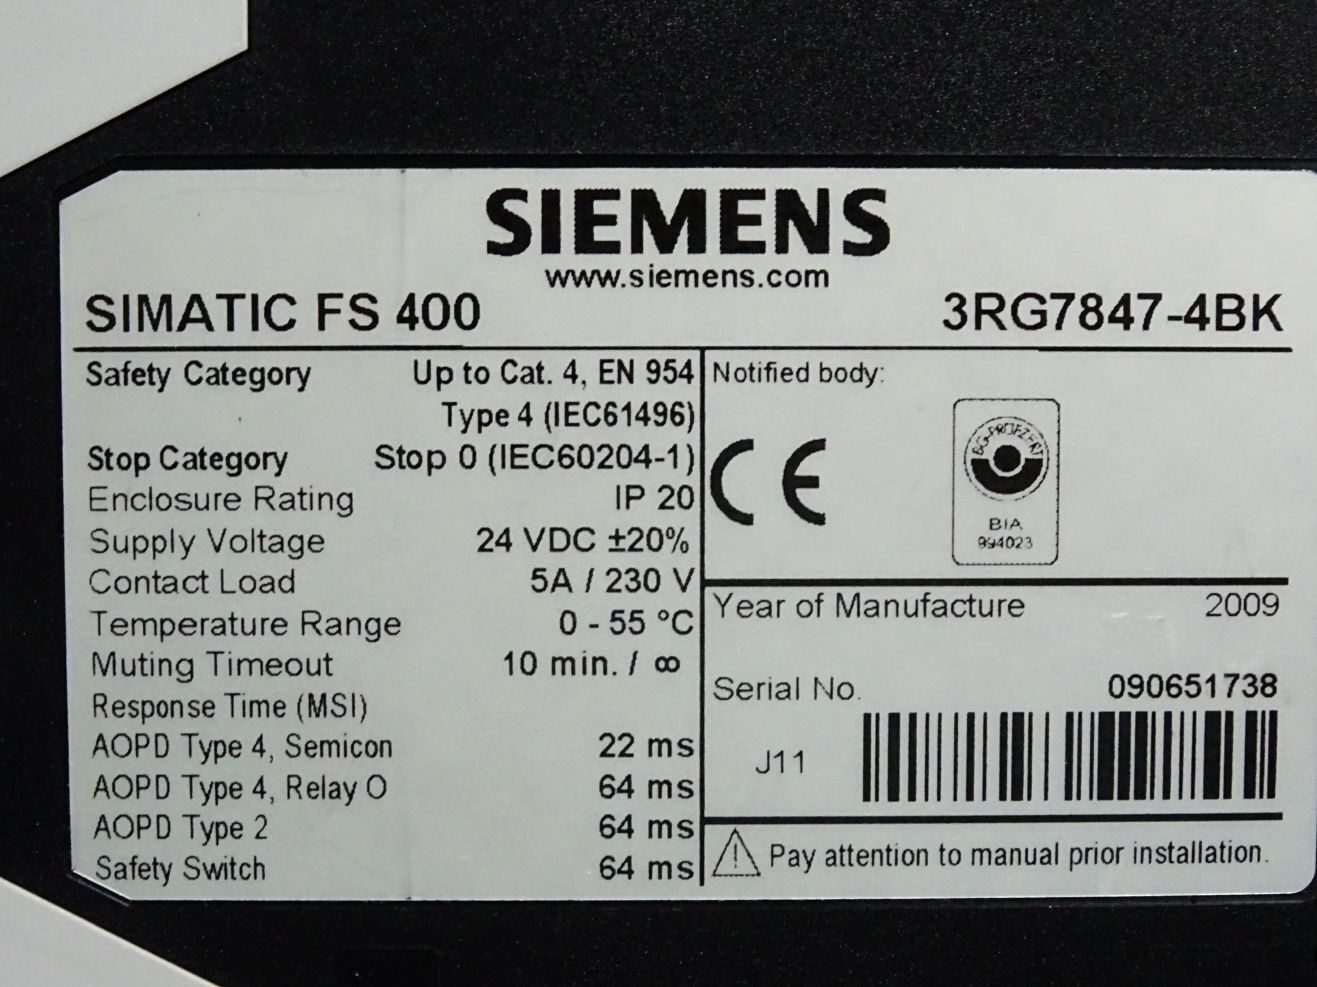 SIEMENS
www.siemens.com
SIMATIC FS 400 3RG7847-4BK
Safety Category Up to Cat. 4, EN 954
Type 4 (IEC61496)
Stop Category Stop 0 (IEC60204-1)
Enclosure Rating IP 20
Supply Voltage 24 VDC ±20%
Contact Load 5A / 230 V
Temperature Range 0 - 55 °C
Muting Timeout 10 min. / ∞
Response Time (MSI)
AOPD Type 4, Semicon 22 ms
AOPD Type 4, Relay O 64 ms
AOPD Type 2 64 ms
Safety Switch 64 ms
Notified body:
CE
BG-PRÜFZERT
BIA
994023
Year of Manufacture 2009
Serial No. 090651738
J11
Pay attention to manual prior installation.